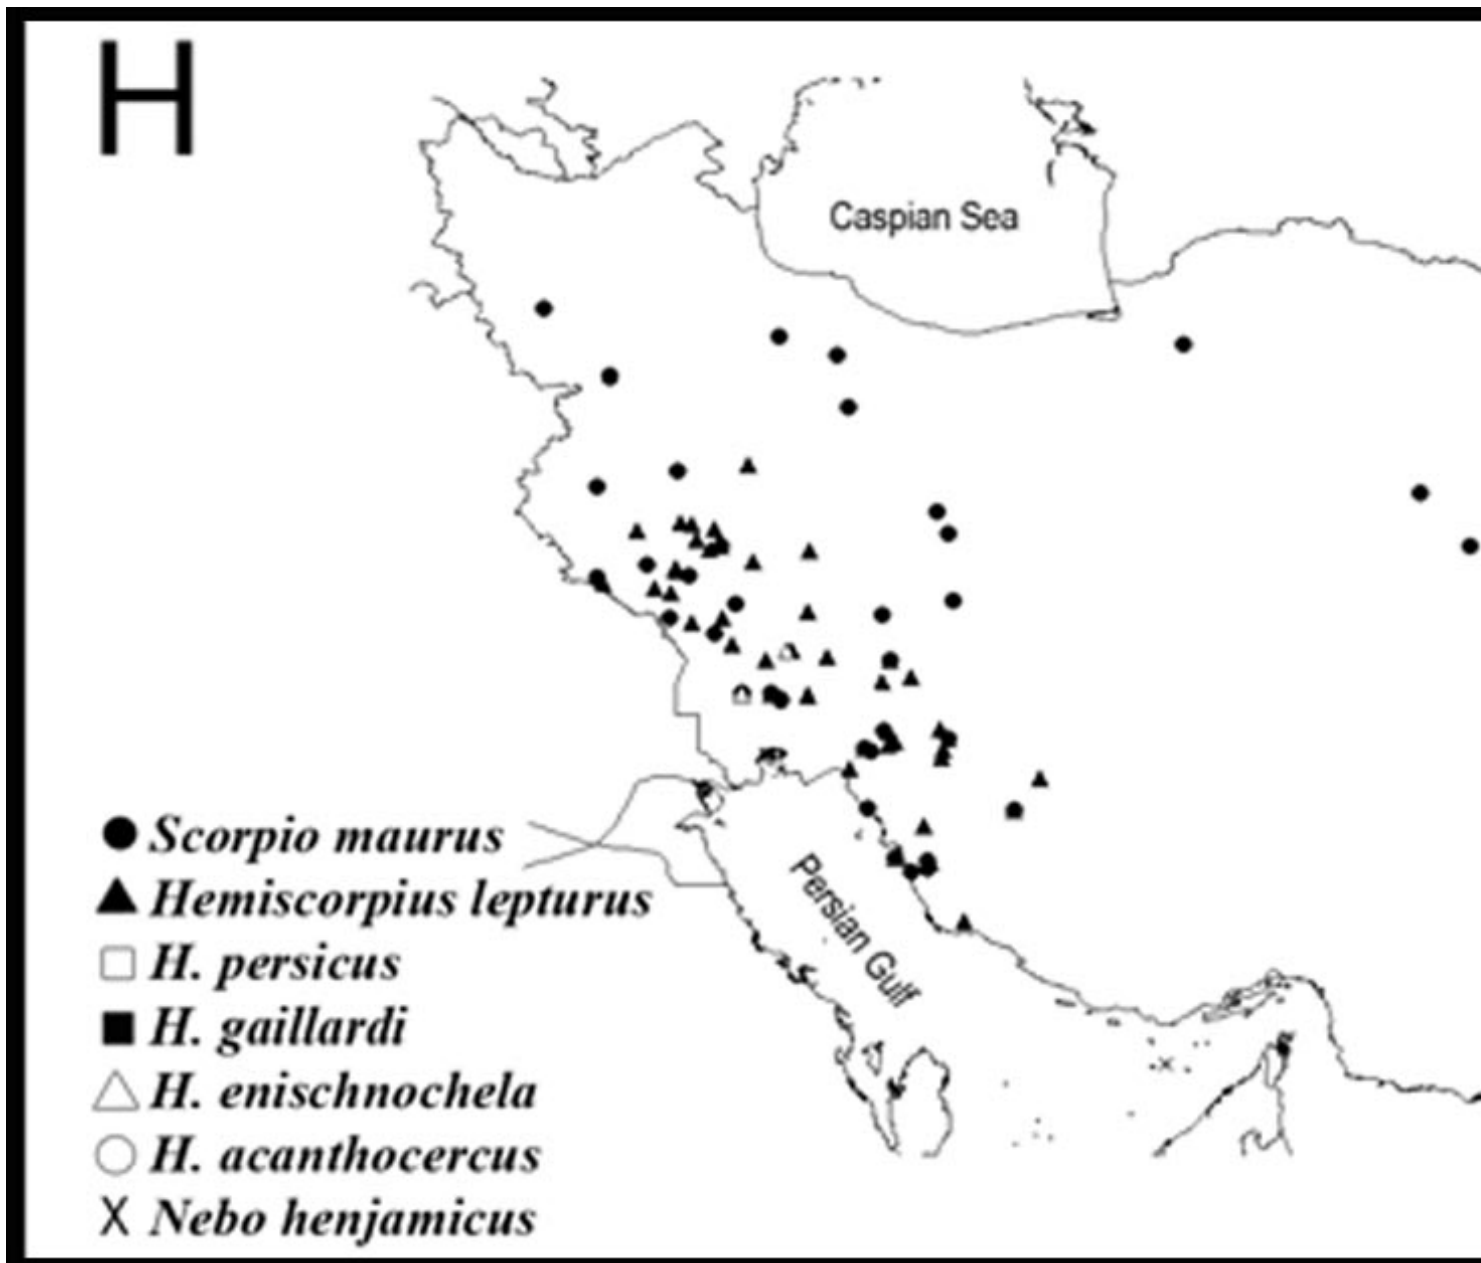 H
Caspian Sea
Persian Gulf
Scorpio maurus
Hemiscorpius lepturus
H. persicus
H. gaillardi
H. enischnochela
H. acanthocercus
X Nebo henjamicus